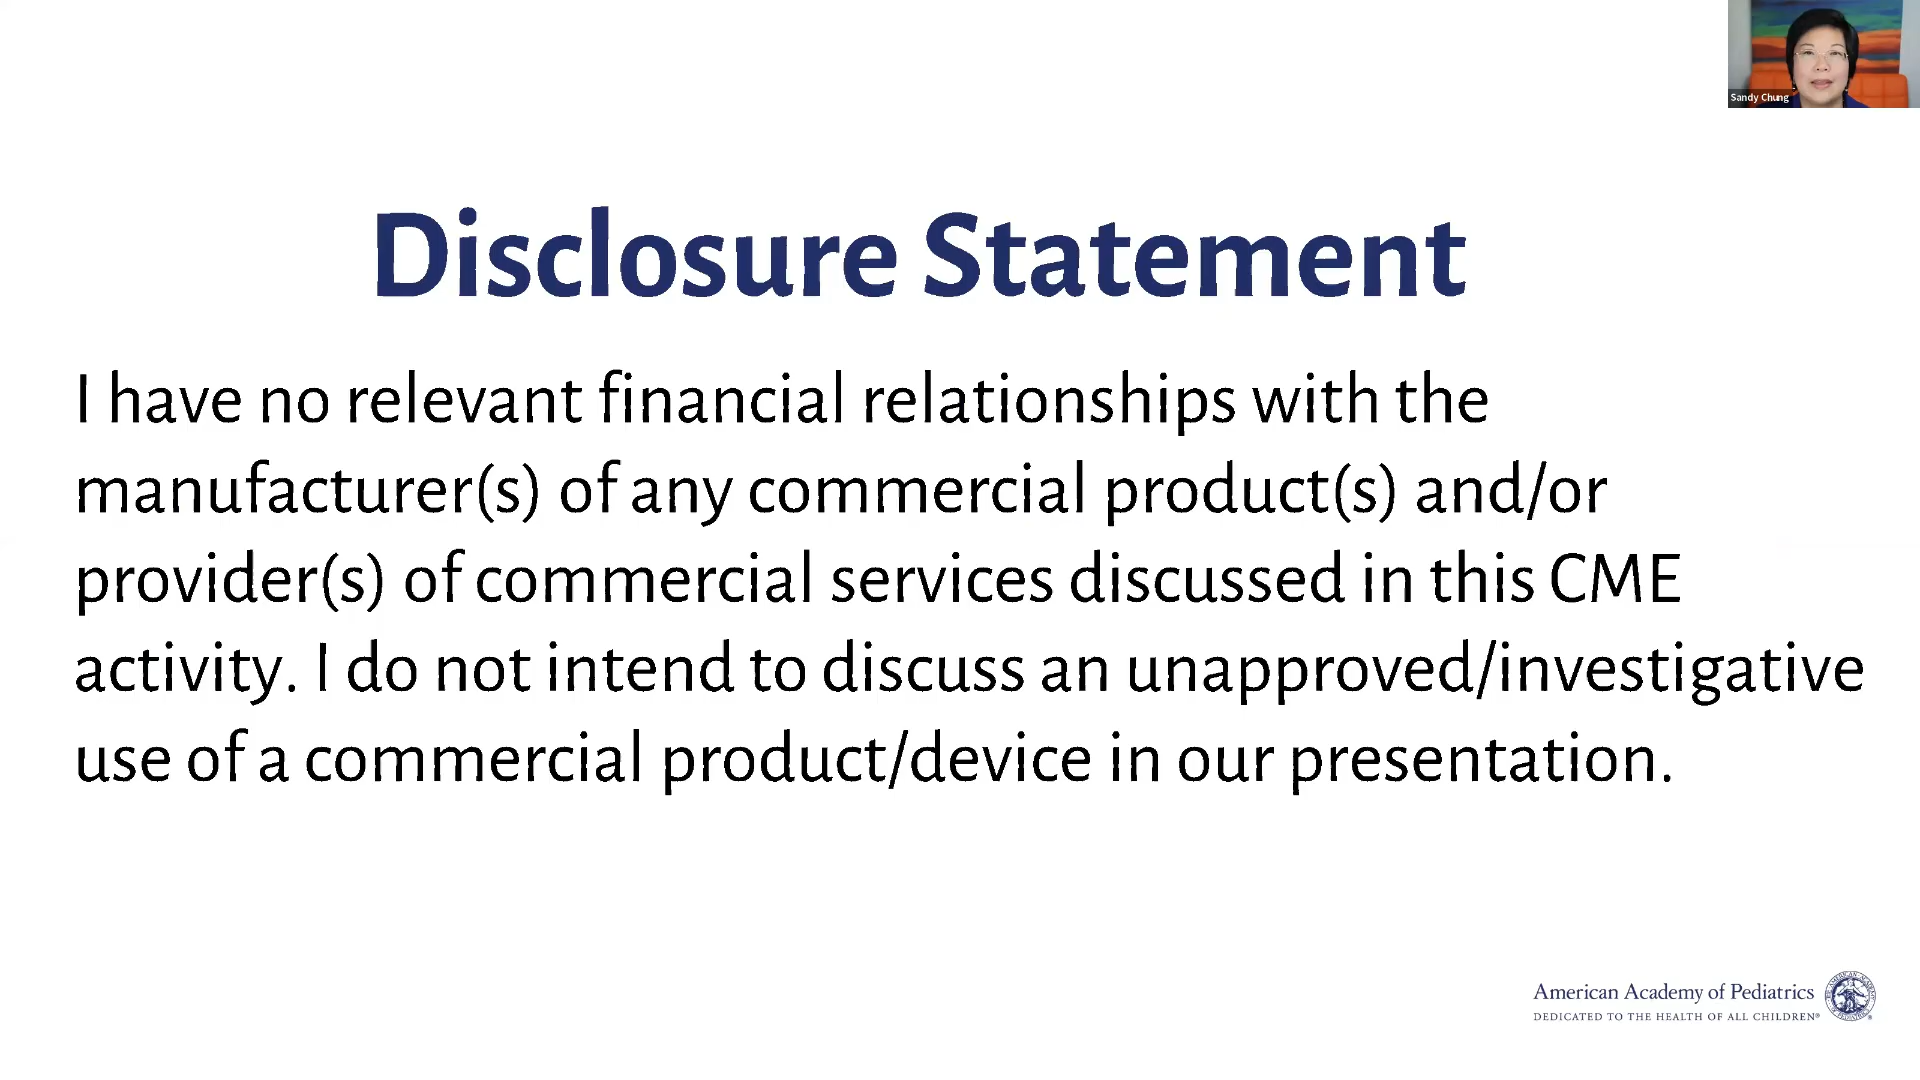 Sandy Chung
Disclosure Statement
I have no relevant financial relationships with the
manufacturer(s) of any commercial product(s) and/or
provider(s) of commercial services discussed in this CME
activity. I do not intend to discuss an unapproved/investigative
use of a commercial product/device in our presentation.
American Academy of Pediatrics
DEDICATED TO THE HEALTH OF ALL CHILDREN®